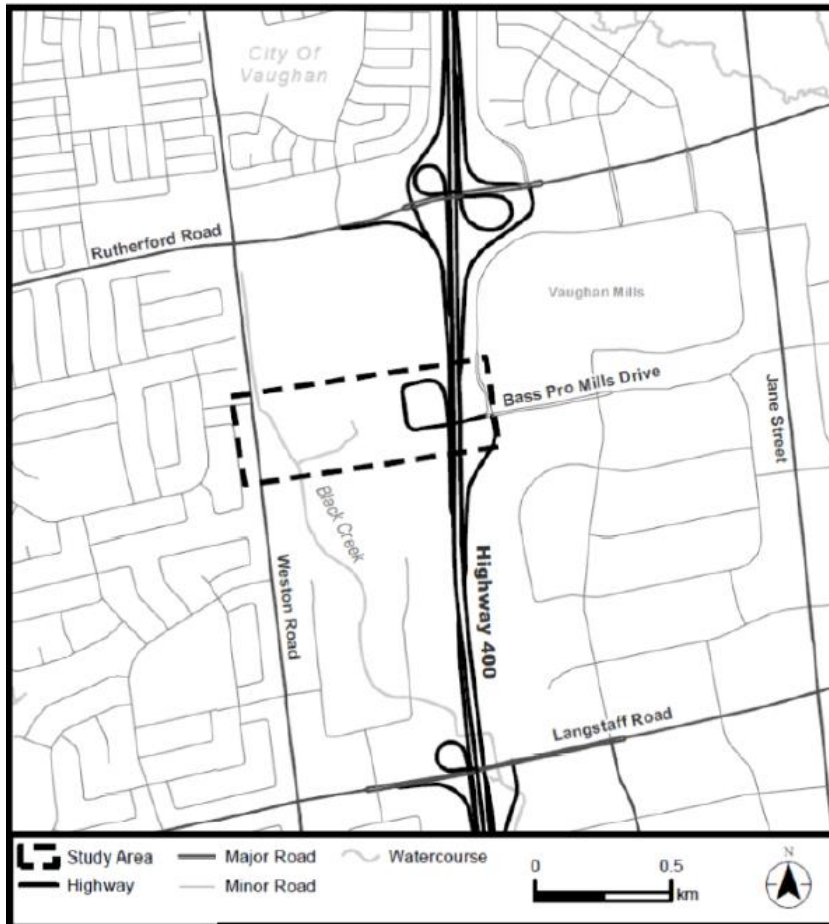 City Of
Vaughan
Rutherford Road
Vaughan Mills
Bass Pro Mills Drive
Jane Street
Black Creek
Weston Road
Highway 400
Langstaff Road
Study Area
Major Road
Watercourse
Highway
Minor Road
0
0.5
km
N